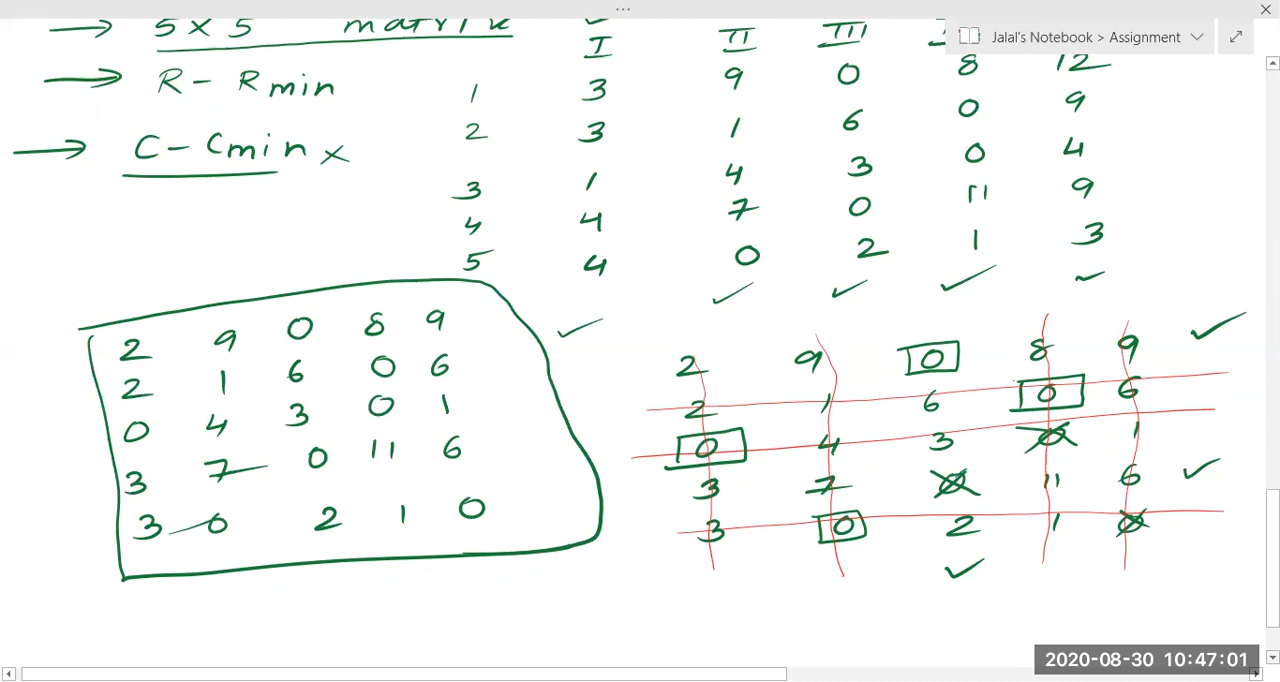 ...
Jalal's Notebook > Assignment
→ 5 × 5 matrix
I II III
→ R - Rmin
1 3 9 0 8 12
2 3 1 6 0 9
→ C - Cmin x
3 1 4 3 0 4
4 4 7 0 11 9
5 4 0 2 1 3
✓ ✓ ✓ ✓ ✓
2 9 0 8 9
2 1 6 0 6
0 4 3 0 1
3 7 0 11 6
3 0 2 1 0
2 9 0 8 9 ✓
2 1 6 0 6
0 4 3 0 1
3 7 0 11 6 ✓
3 0 2 1 0
✓
2020-08-30 10:47:01